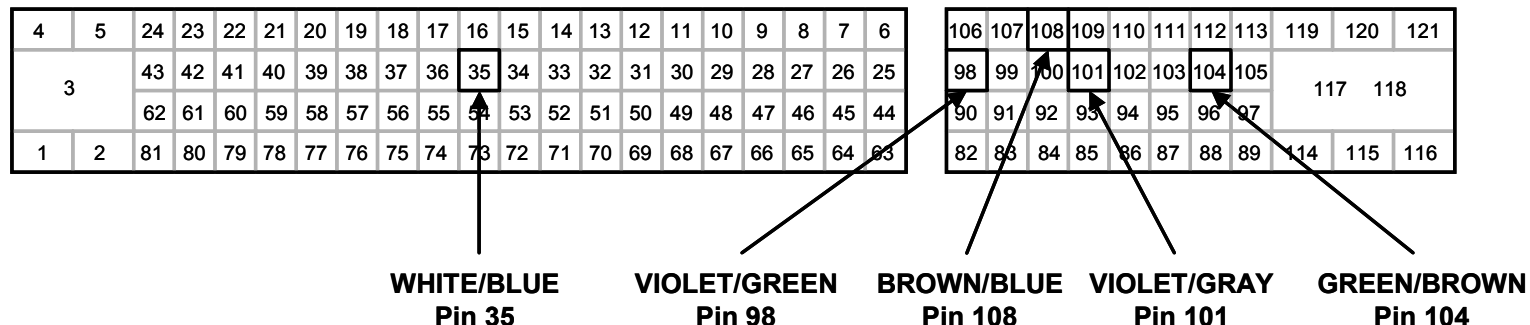 4 5 24 23 22 21 20 19 18 17 16 15 14 13 12 11 10 9 8 7 6
3 43 42 41 40 39 38 37 36 35 34 33 32 31 30 29 28 27 26 25
62 61 60 59 58 57 56 55 54 53 52 51 50 49 48 47 46 45 44
1 2 81 80 79 78 77 76 75 74 73 72 71 70 69 68 67 66 65 64 63
106 107 108 109 110 111 112 113 119 120 121
98 99 100 101 102 103 104 105 117 118
90 91 92 93 94 95 96 97
82 83 84 85 86 87 88 89 114 115 116
WHITE/BLUE
Pin 35
VIOLET/GREEN
Pin 98
BROWN/BLUE
Pin 108
VIOLET/GRAY
Pin 101
GREEN/BROWN
Pin 104